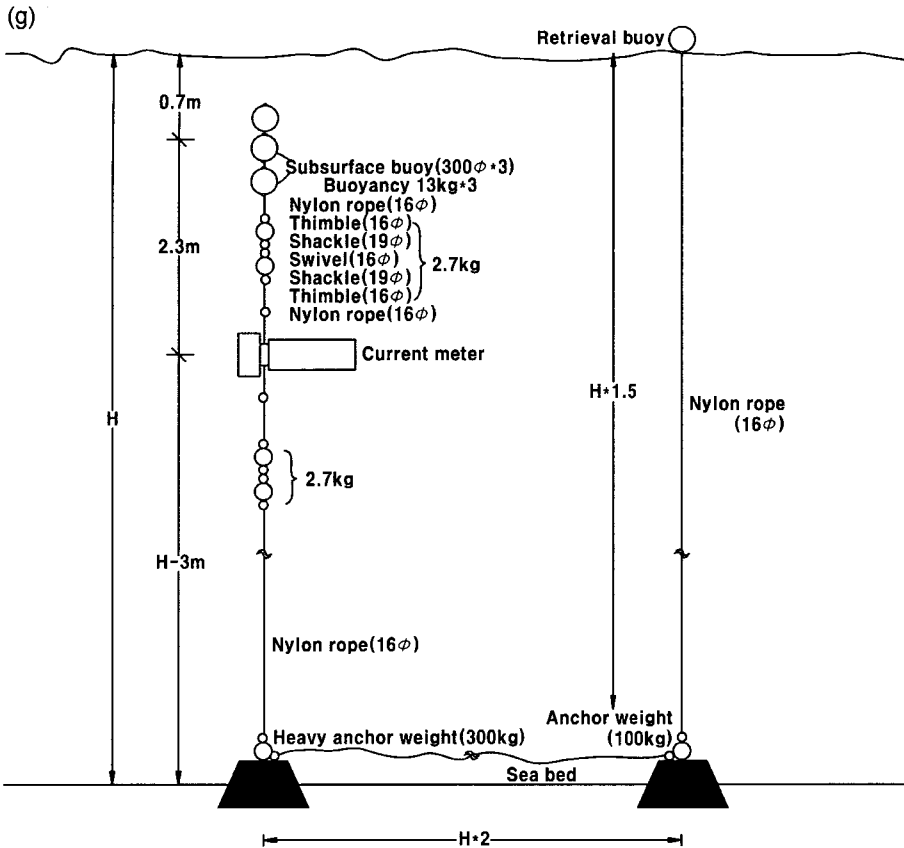 (g)
Retrieval buoy
0.7m
Subsurface buoy(300Φ*3)
Buoyancy 13kg*3
Nylon rope(16Φ)
Thimble(16Φ)
Shackle(19Φ)
2.3m
Swivel(16Φ)
2.7kg
Shackle(19Φ)
Thimble(16Φ)
Nylon rope(16Φ)
Current meter
H*1.5
Nylon rope
(16Φ)
H
2.7kg
H-3m
Nylon rope(16Φ)
Heavy anchor weight(300kg)
Anchor weight
(100kg)
Sea bed
H*2